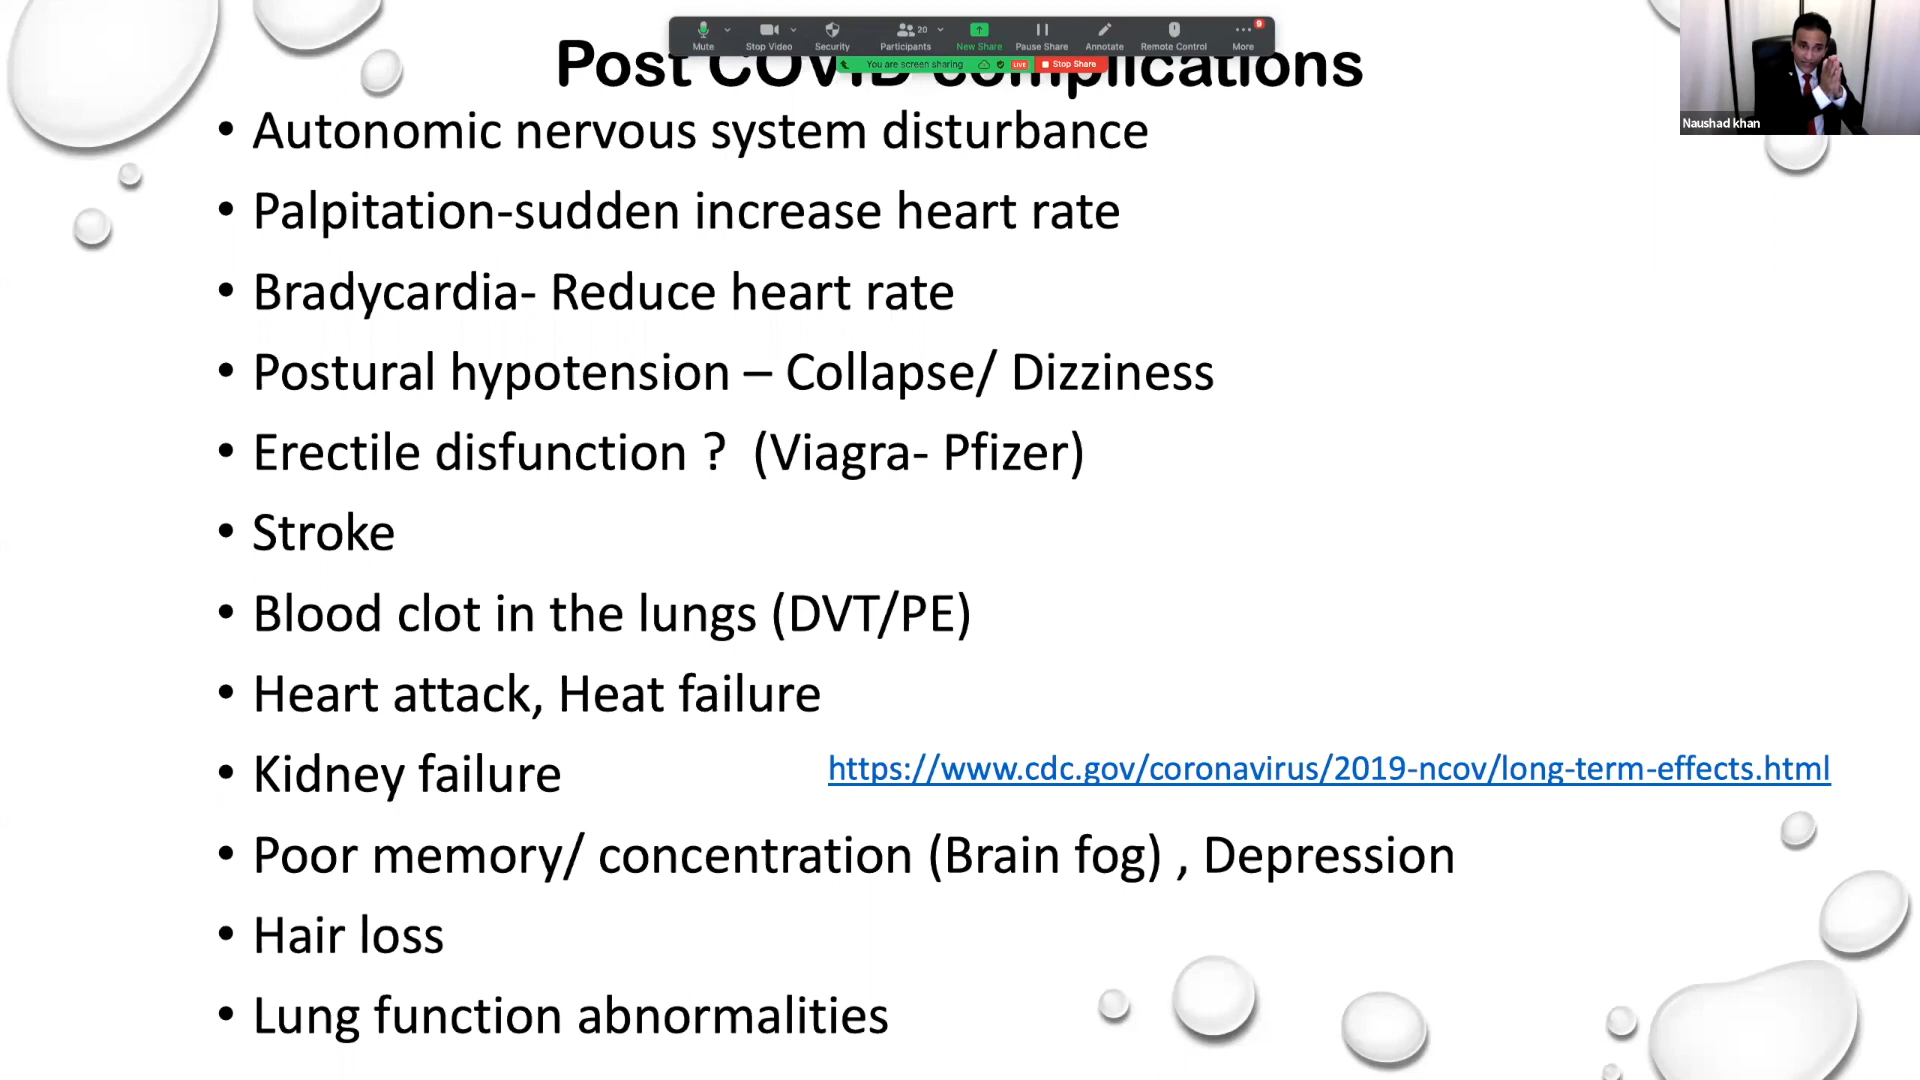 Mute
Stop Video
Security
20
Participants
New Share
Pause Share
Annotate
Remote Control
9
More
You are screen sharing
LIVE
Stop Share
Post COVID complications
Naushad khan
• Autonomic nervous system disturbance
• Palpitation-sudden increase heart rate
• Bradycardia- Reduce heart rate
• Postural hypotension – Collapse/ Dizziness
• Erectile disfunction ? (Viagra- Pfizer)
• Stroke
• Blood clot in the lungs (DVT/PE)
• Heart attack, Heat failure
• Kidney failure
https://www.cdc.gov/coronavirus/2019-ncov/long-term-effects.html
• Poor memory/ concentration (Brain fog) , Depression
• Hair loss
• Lung function abnormalities